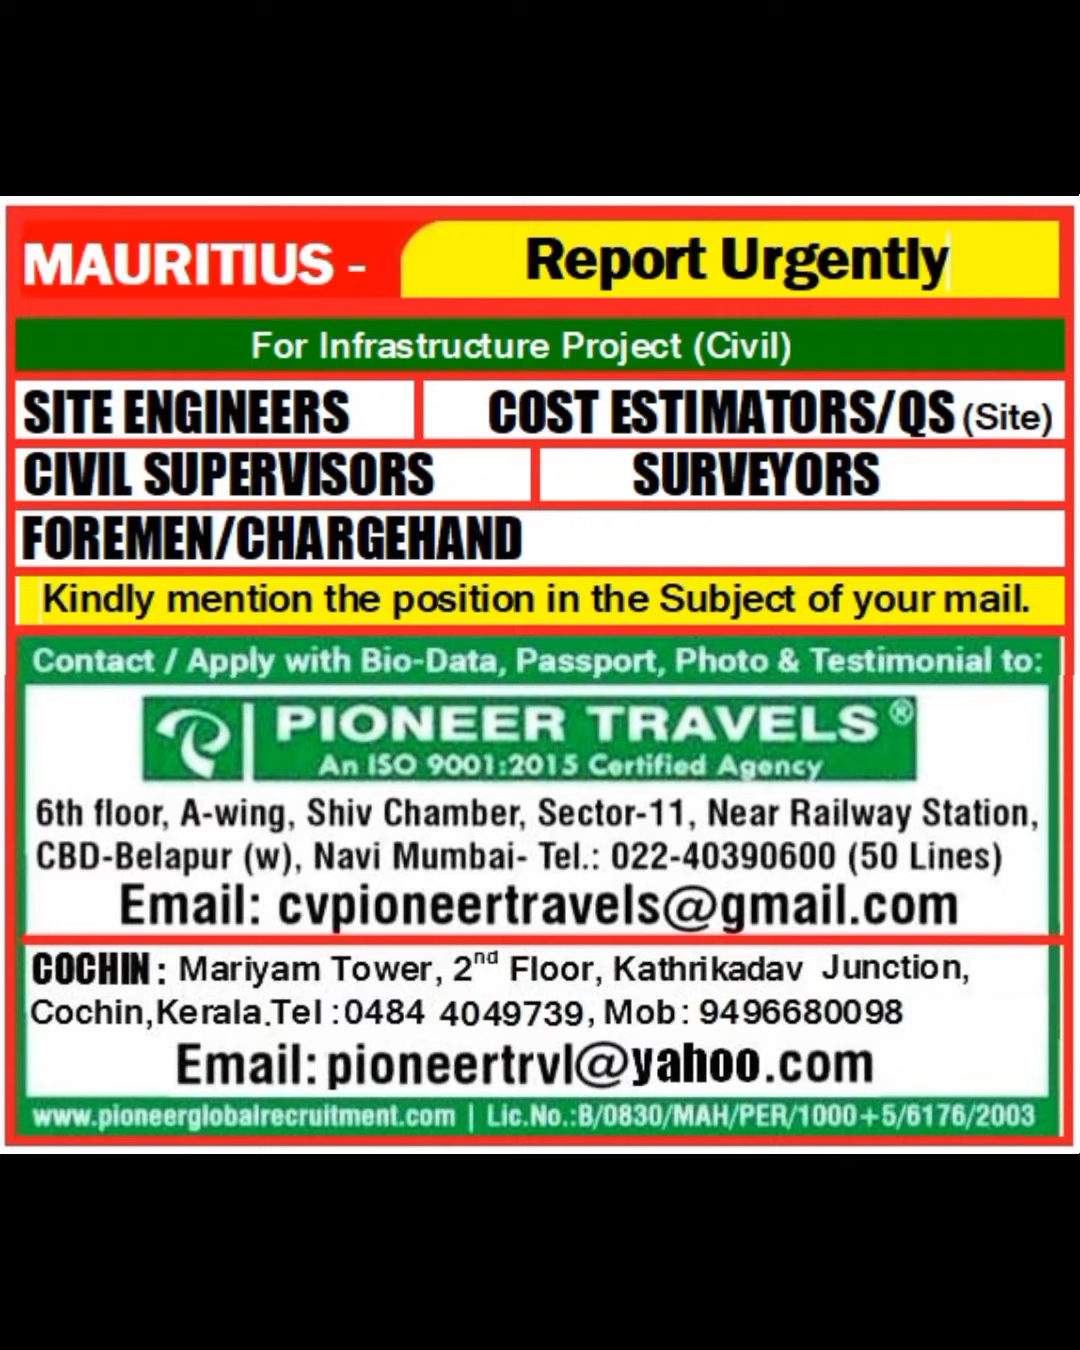 MAURITIUS - Report Urgently
For Infrastructure Project (Civil)
SITE ENGINEERS COST ESTIMATORS/QS (Site)
CIVIL SUPERVISORS SURVEYORS
FOREMEN/CHARGEHAND
Kindly mention the position in the Subject of your mail.
Contact / Apply with Bio-Data, Passport, Photo & Testimonial to:
PIONEER TRAVELS ®
An ISO 9001:2015 Certified Agency
6th floor, A-wing, Shiv Chamber, Sector-11, Near Railway Station,
CBD-Belapur (w), Navi Mumbai- Tel.: 022-40390600 (50 Lines)
Email: cvpioneertravels@gmail.com
COCHIN : Mariyam Tower, 2nd Floor, Kathrikadav Junction,
Cochin,Kerala.Tel :0484 4049739, Mob: 9496680098
Email: pioneertrvl@yahoo.com
www.pioneerglobalrecruitment.com | Lic.No.:B/0830/MAH/PER/1000+5/6176/2003